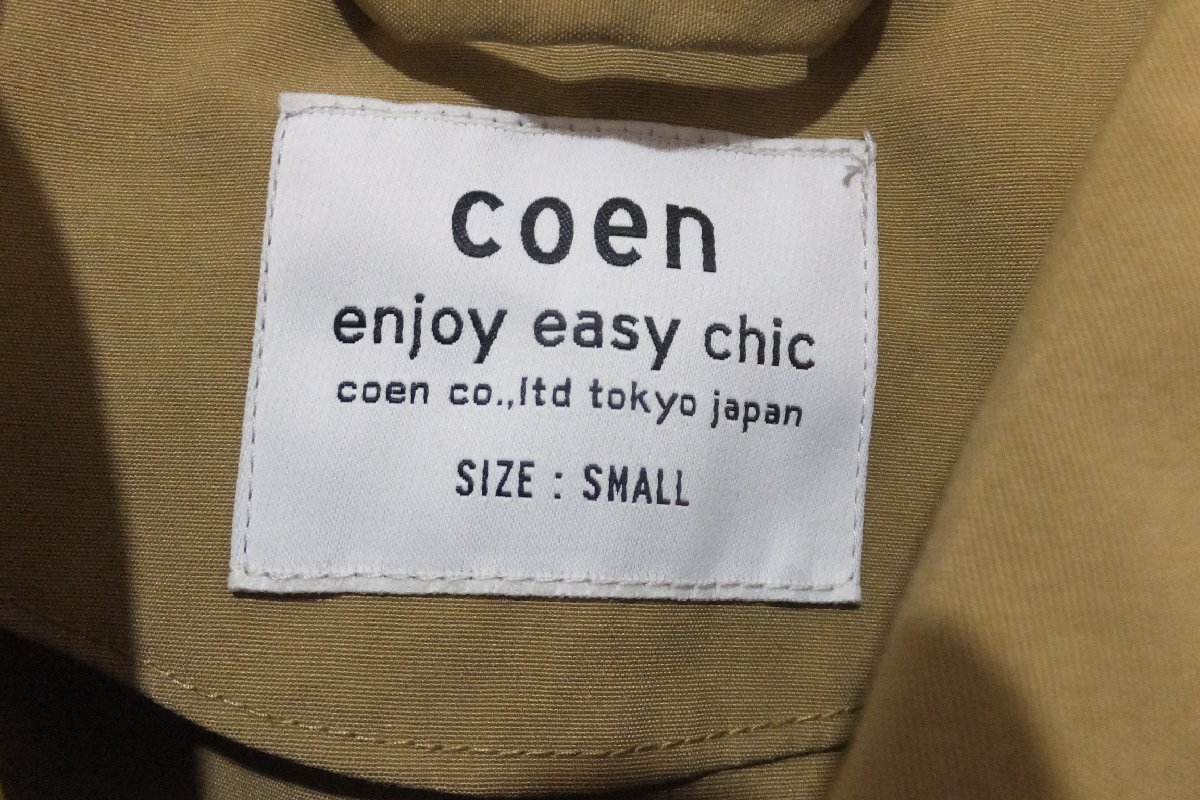 coen
enjoy easy chic
coen co.,ltd tokyo japan
SIZE : SMALL